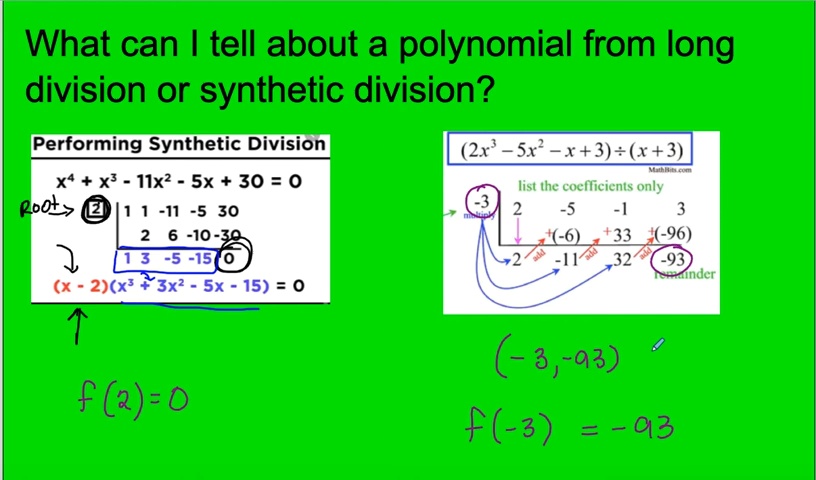 What can I tell about a polynomial from long
division or synthetic division?
Performing Synthetic Division
x⁴ + x³ - 11x² - 5x + 30 = 0
Root → 2 1 1 -11 -5 30
2 6 -10 -30
1 3 -5 -15 0
(x - 2)(x³ + 3x² - 5x - 15) = 0
f(2)=0
(2x³ − 5x² − x + 3) ÷ (x + 3)
MathBits.com
list the coefficients only
-3 2 -5 -1 3
multiply
+(-6) +33 +(-96)
add add add
2 -11 32 -93
remainder
(-3,-93)
f(-3) = -93